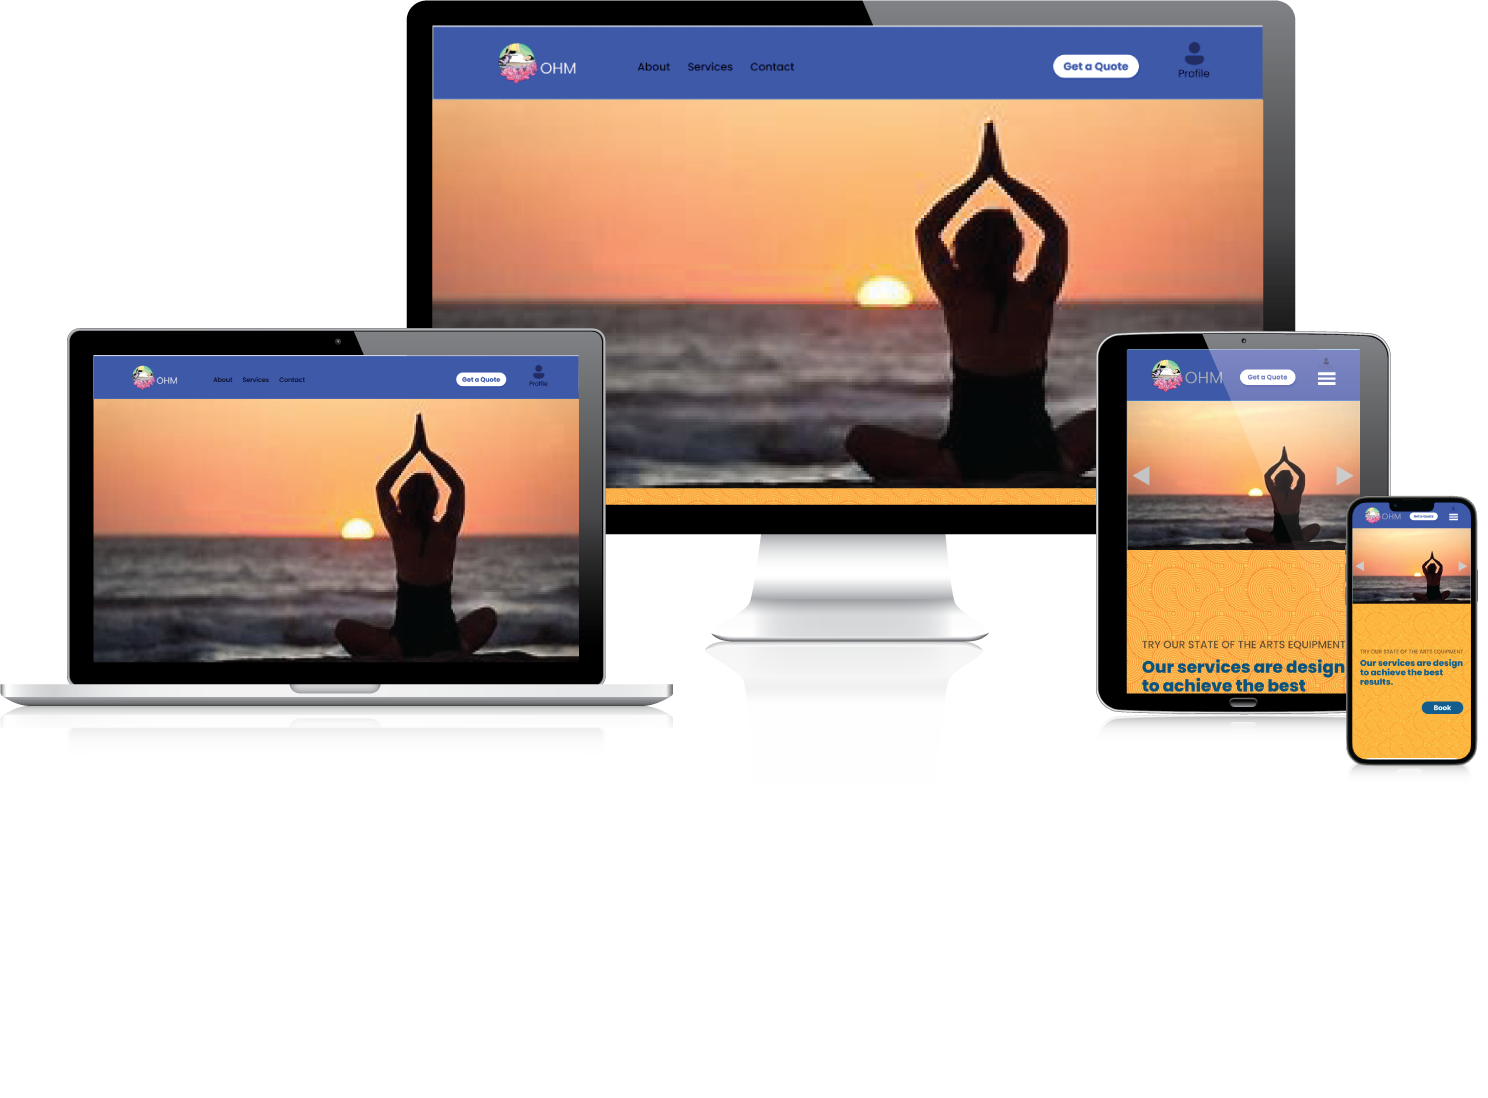 OHM
About Services Contact
Get a Quote
Profile
OHM
About Services Contact
Get a Quote
Profile
OHM
Get a Quote
TRY OUR STATE OF THE ARTS EQUIPMENT
Our services are design
to achieve the best
OHM
Get a Quote
TRY OUR STATE OF THE ARTS EQUIPMENT
Our services are design
to achieve the best
results.
Book